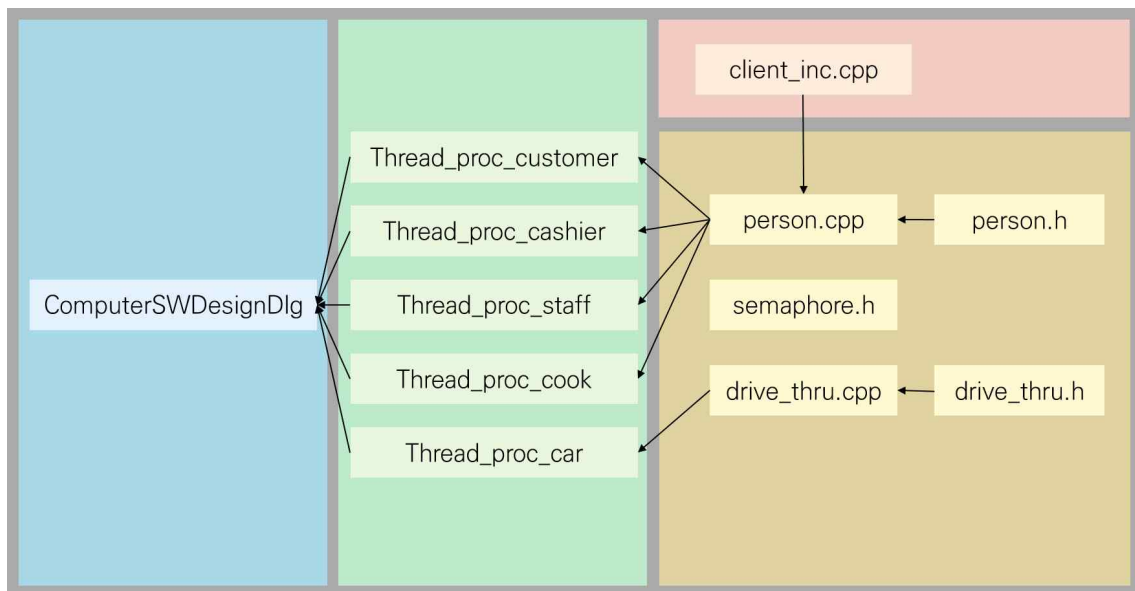 client_inc.cpp
Thread_proc_customer
Thread_proc_cashier
person.cpp
person.h
ComputerSWDesignDlg
Thread_proc_staff
semaphore.h
Thread_proc_cook
drive_thru.cpp
drive_thru.h
Thread_proc_car